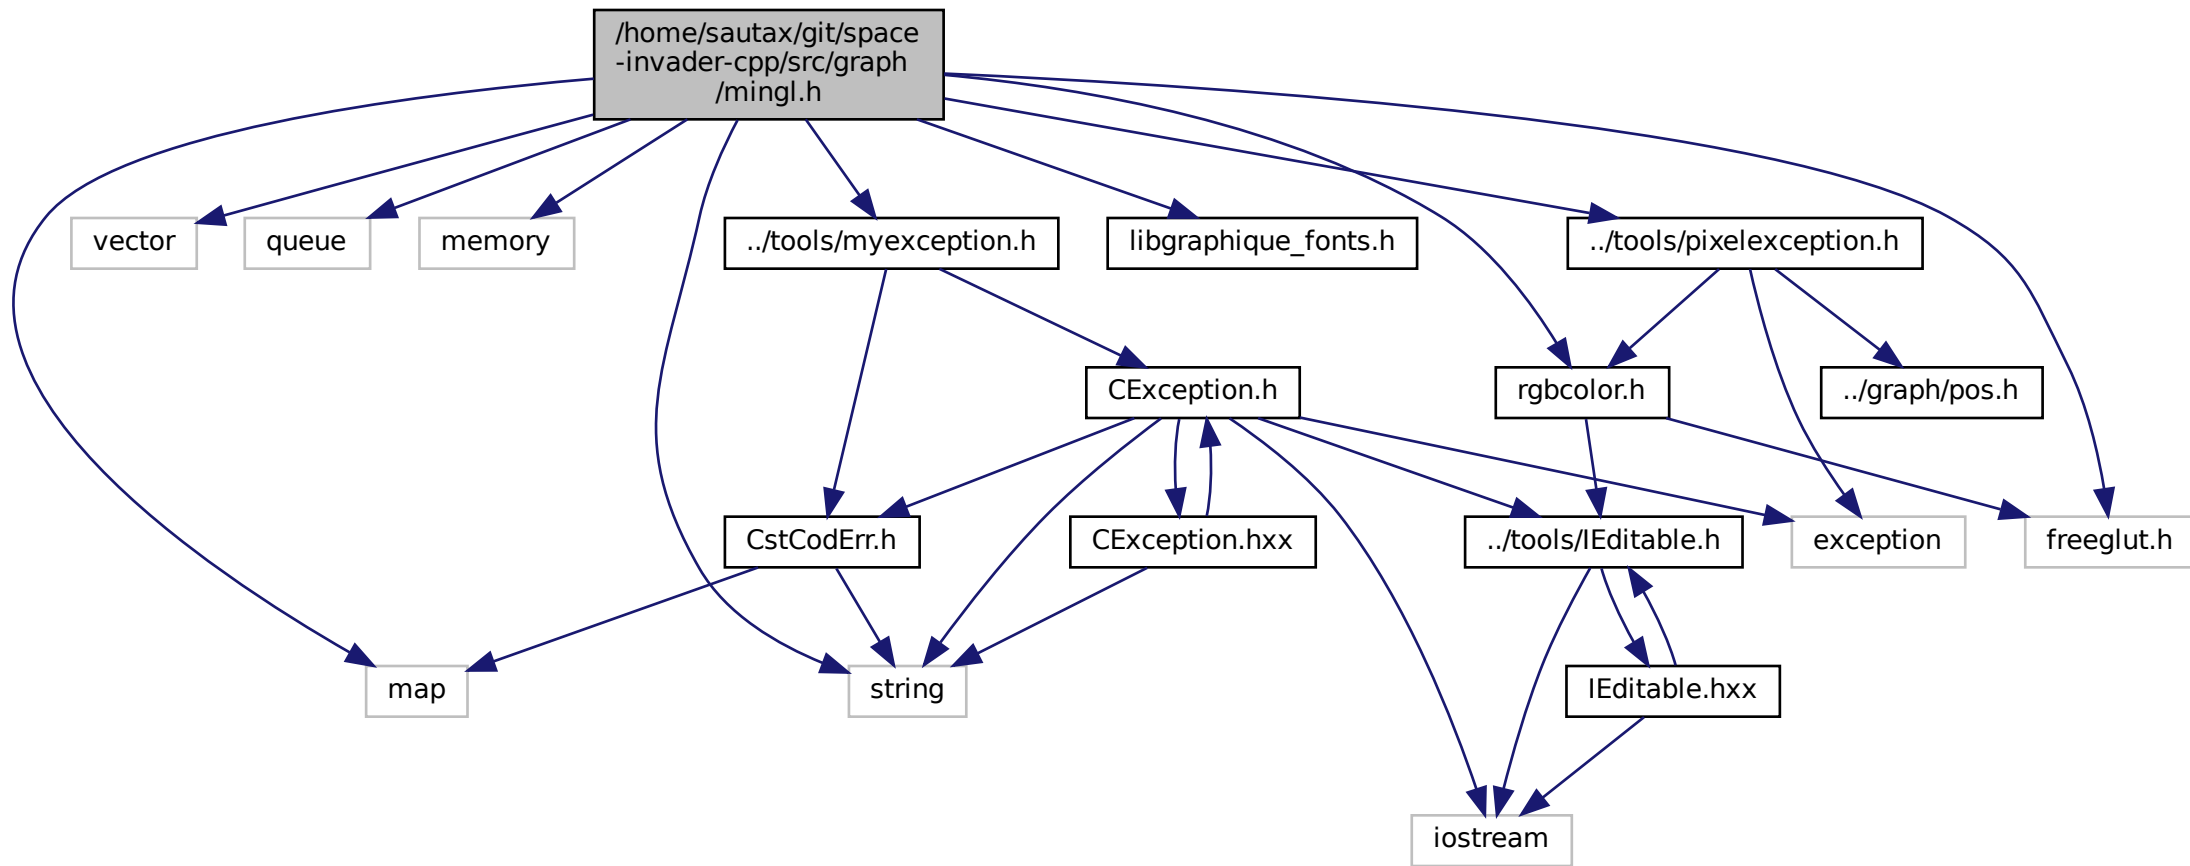 /home/sautax/git/space
-invader-cpp/src/graph
/mingl.h
vector
queue
memory
../tools/myexception.h
libgraphique_fonts.h
../tools/pixelexception.h
CException.h
rgbcolor.h
../graph/pos.h
CstCodErr.h
CException.hxx
../tools/IEditable.h
exception
freeglut.h
map
string
IEditable.hxx
iostream